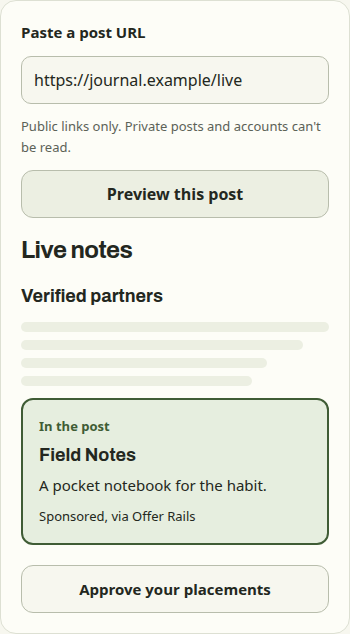 Paste a post URL
https://journal.example/live
Public links only. Private posts and accounts can't
be read.
Preview this post
Live notes
Verified partners
In the post
Field Notes
A pocket notebook for the habit.
Sponsored, via Offer Rails
Approve your placements